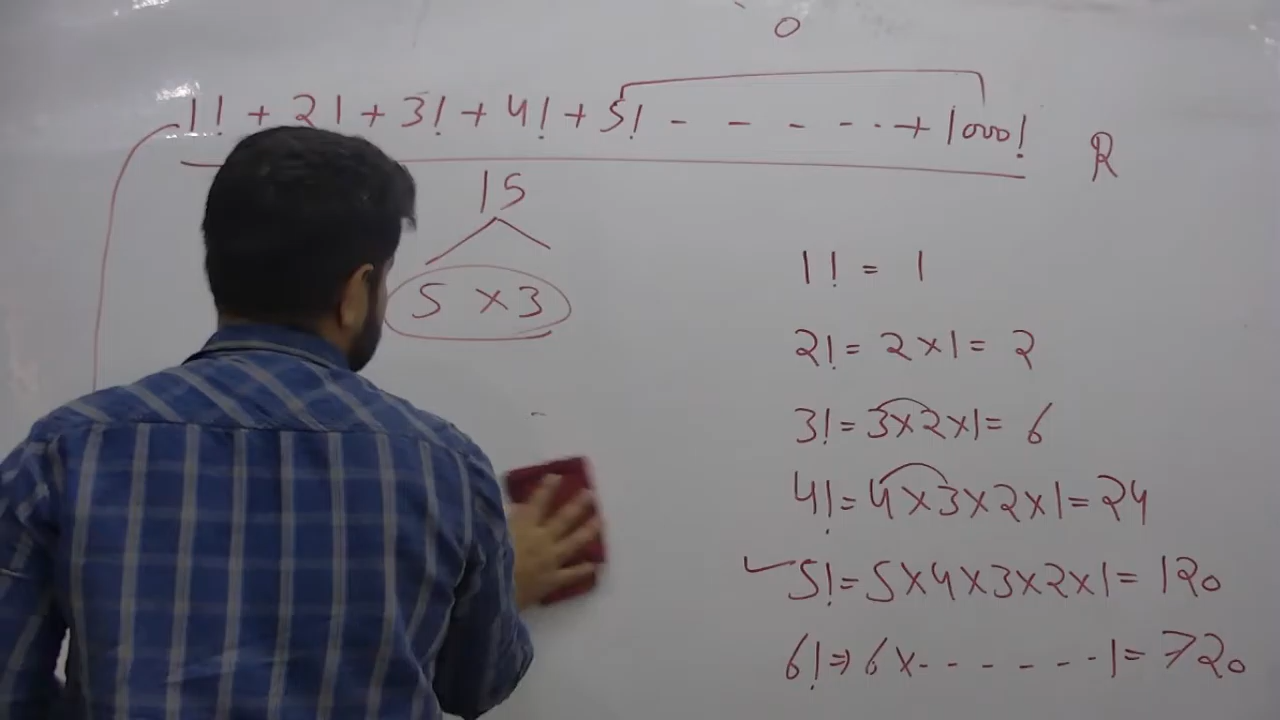 0
1! + 2! + 3! + 4! + 5! - - - - - + 1000!
R
15
5 × 3
1! = 1
2! = 2×1 = 2
3! = 3×2×1 = 6
4! = 4×3×2×1 = 24
5! = 5×4×3×2×1 = 120
6! ⇒ 6×- - - - - - 1 = 720